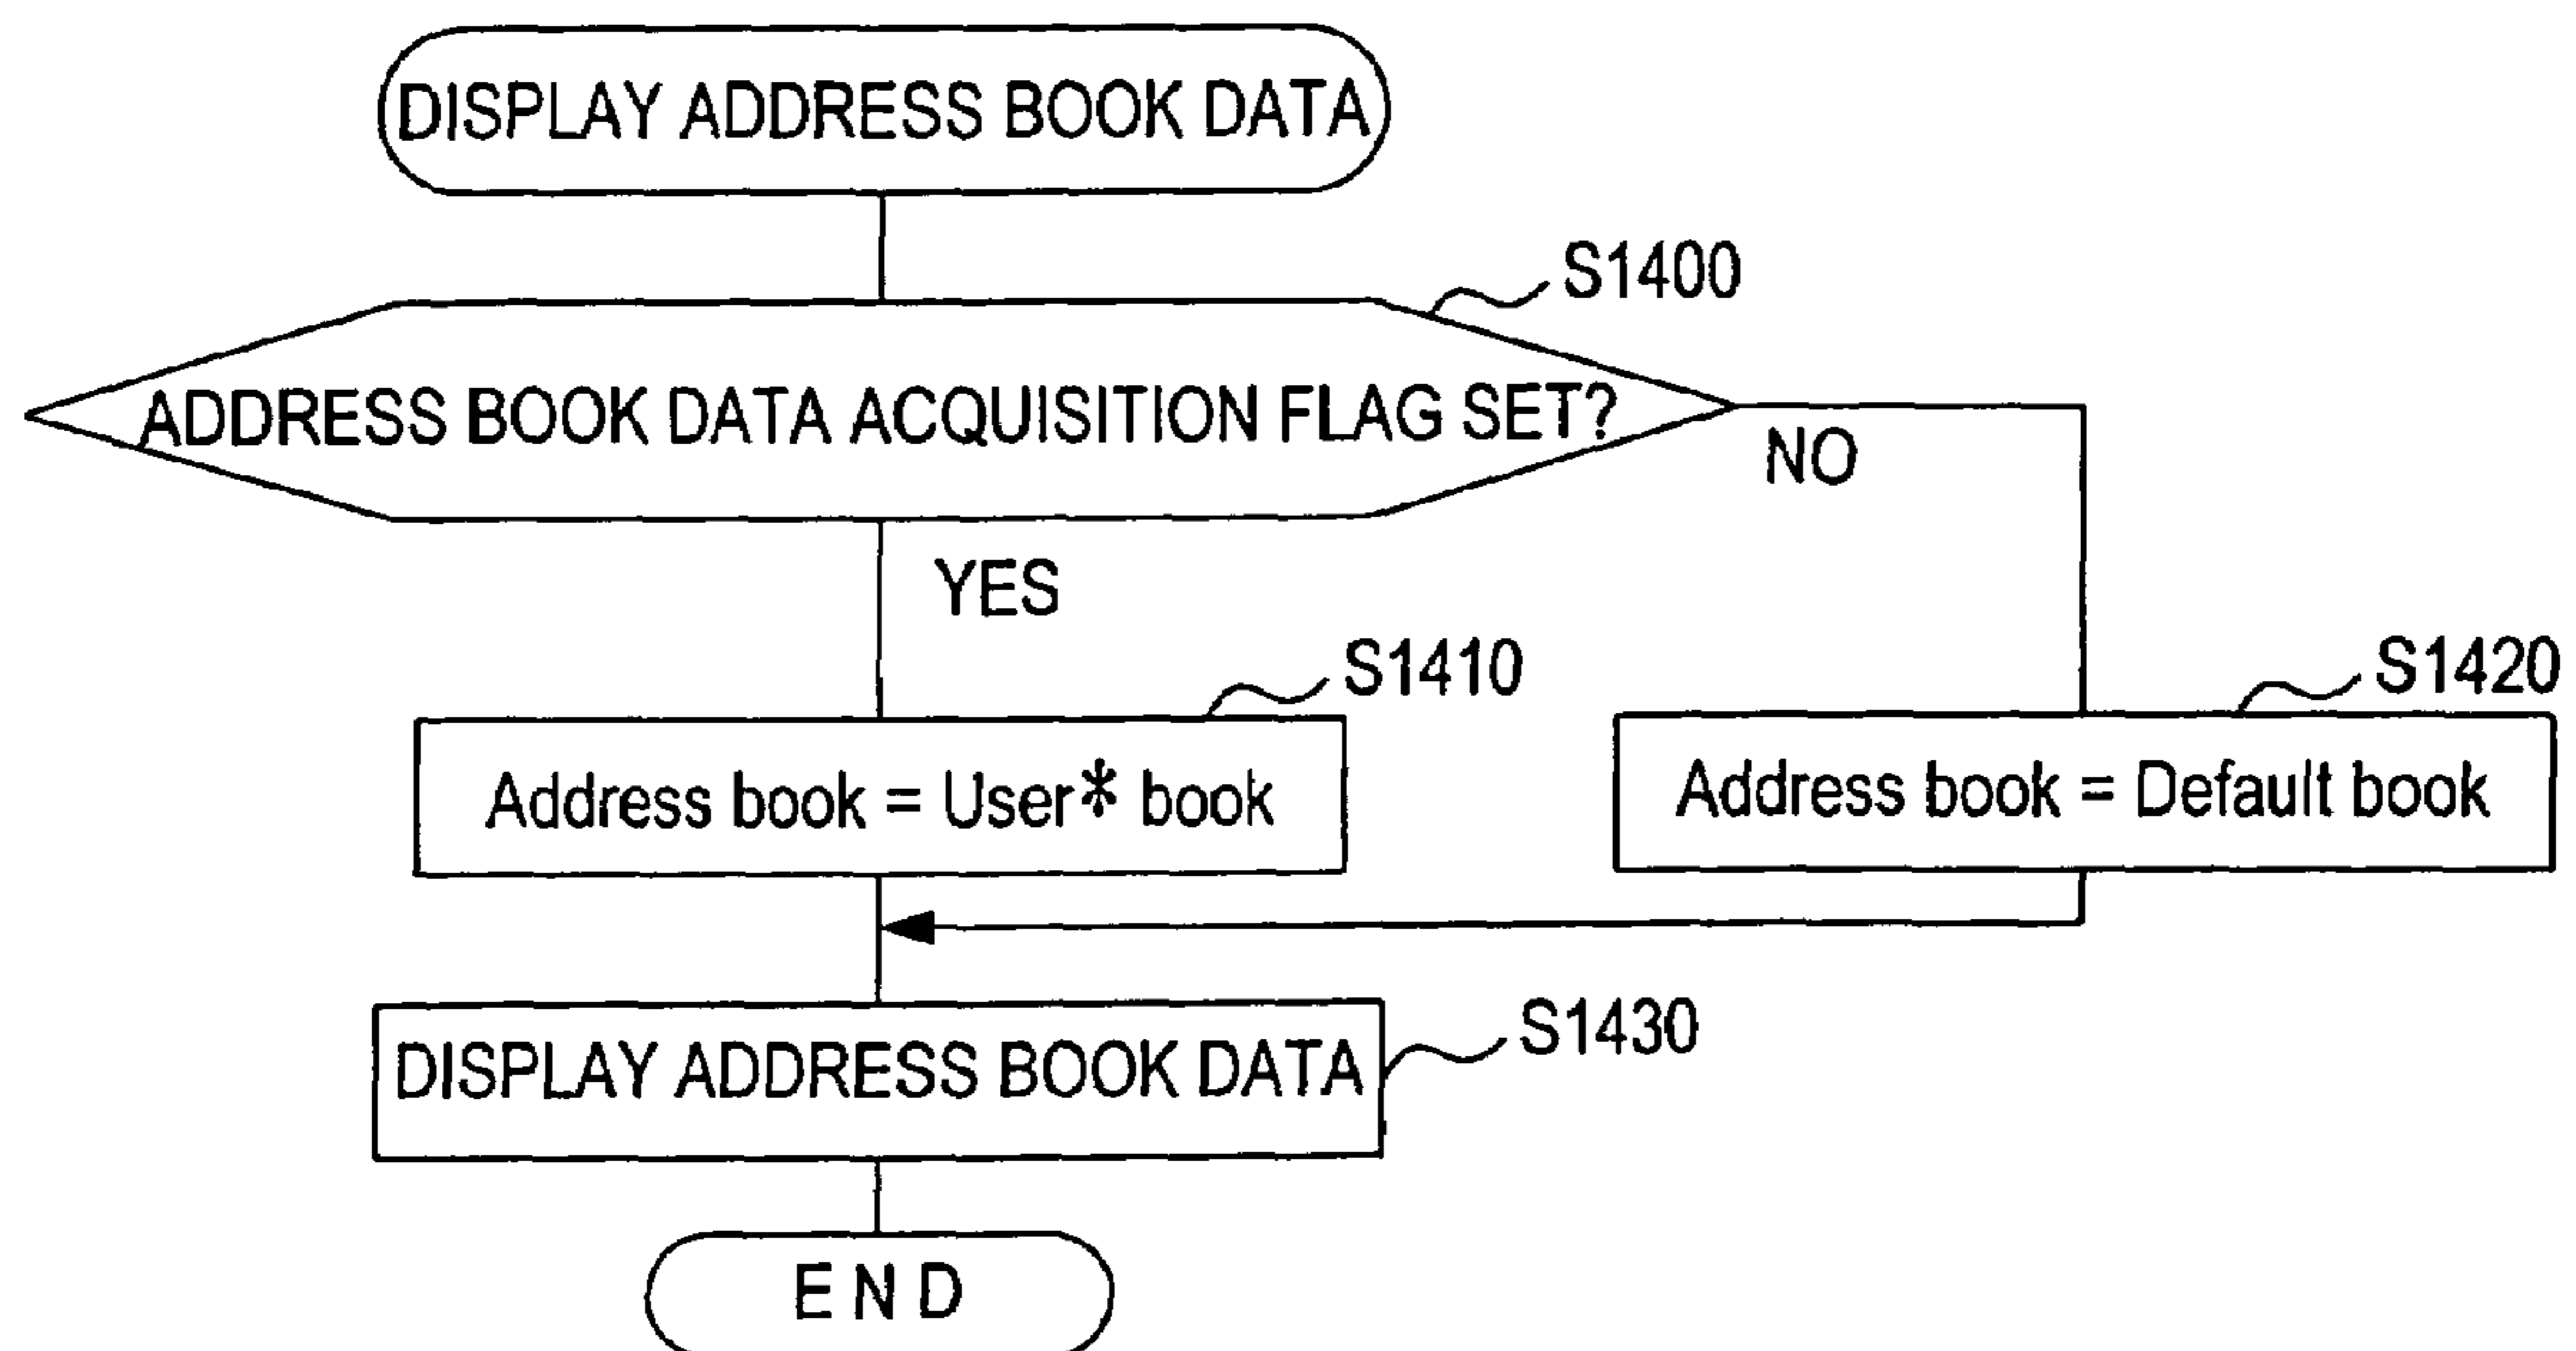 DISPLAY ADDRESS BOOK DATA
S1400
ADDRESS BOOK DATA ACQUISITION FLAG SET?
NO
YES
S1410
S1420
Address book = User* book
Address book = Default book
S1430
DISPLAY ADDRESS BOOK DATA
END